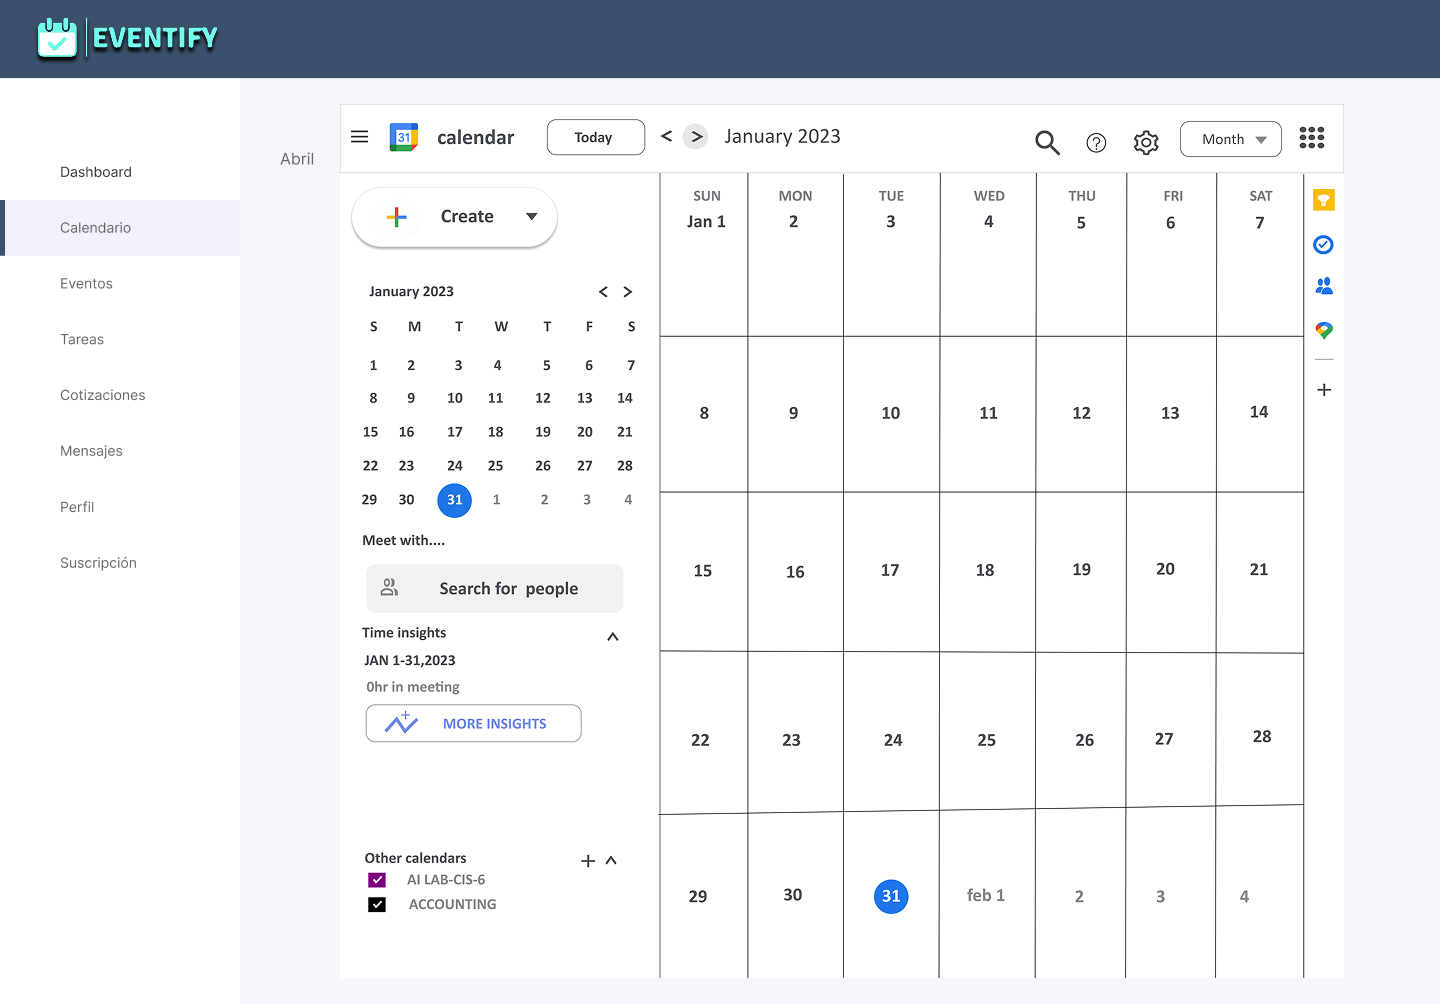 EVENTIFY
Dashboard
Calendario
Eventos
Tareas
Cotizaciones
Mensajes
Perfil
Suscripción
Abril
31
calendar
Today
< >
January 2023
?
Month
Create
January 2023
< >
S M T W T F S
1 2 3 4 5 6 7
8 9 10 11 12 13 14
15 16 17 18 19 20 21
22 23 24 25 26 27 28
29 30 31 1 2 3 4
Meet with....
Search for people
Time insights
JAN 1-31,2023
0hr in meeting
MORE INSIGHTS
Other calendars
AI LAB-CIS-6
ACCOUNTING
SUN MON TUE WED THU FRI SAT
Jan 1 2 3 4 5 6 7
8 9 10 11 12 13 14
15 16 17 18 19 20 21
22 23 24 25 26 27 28
29 30 31 feb 1 2 3 4